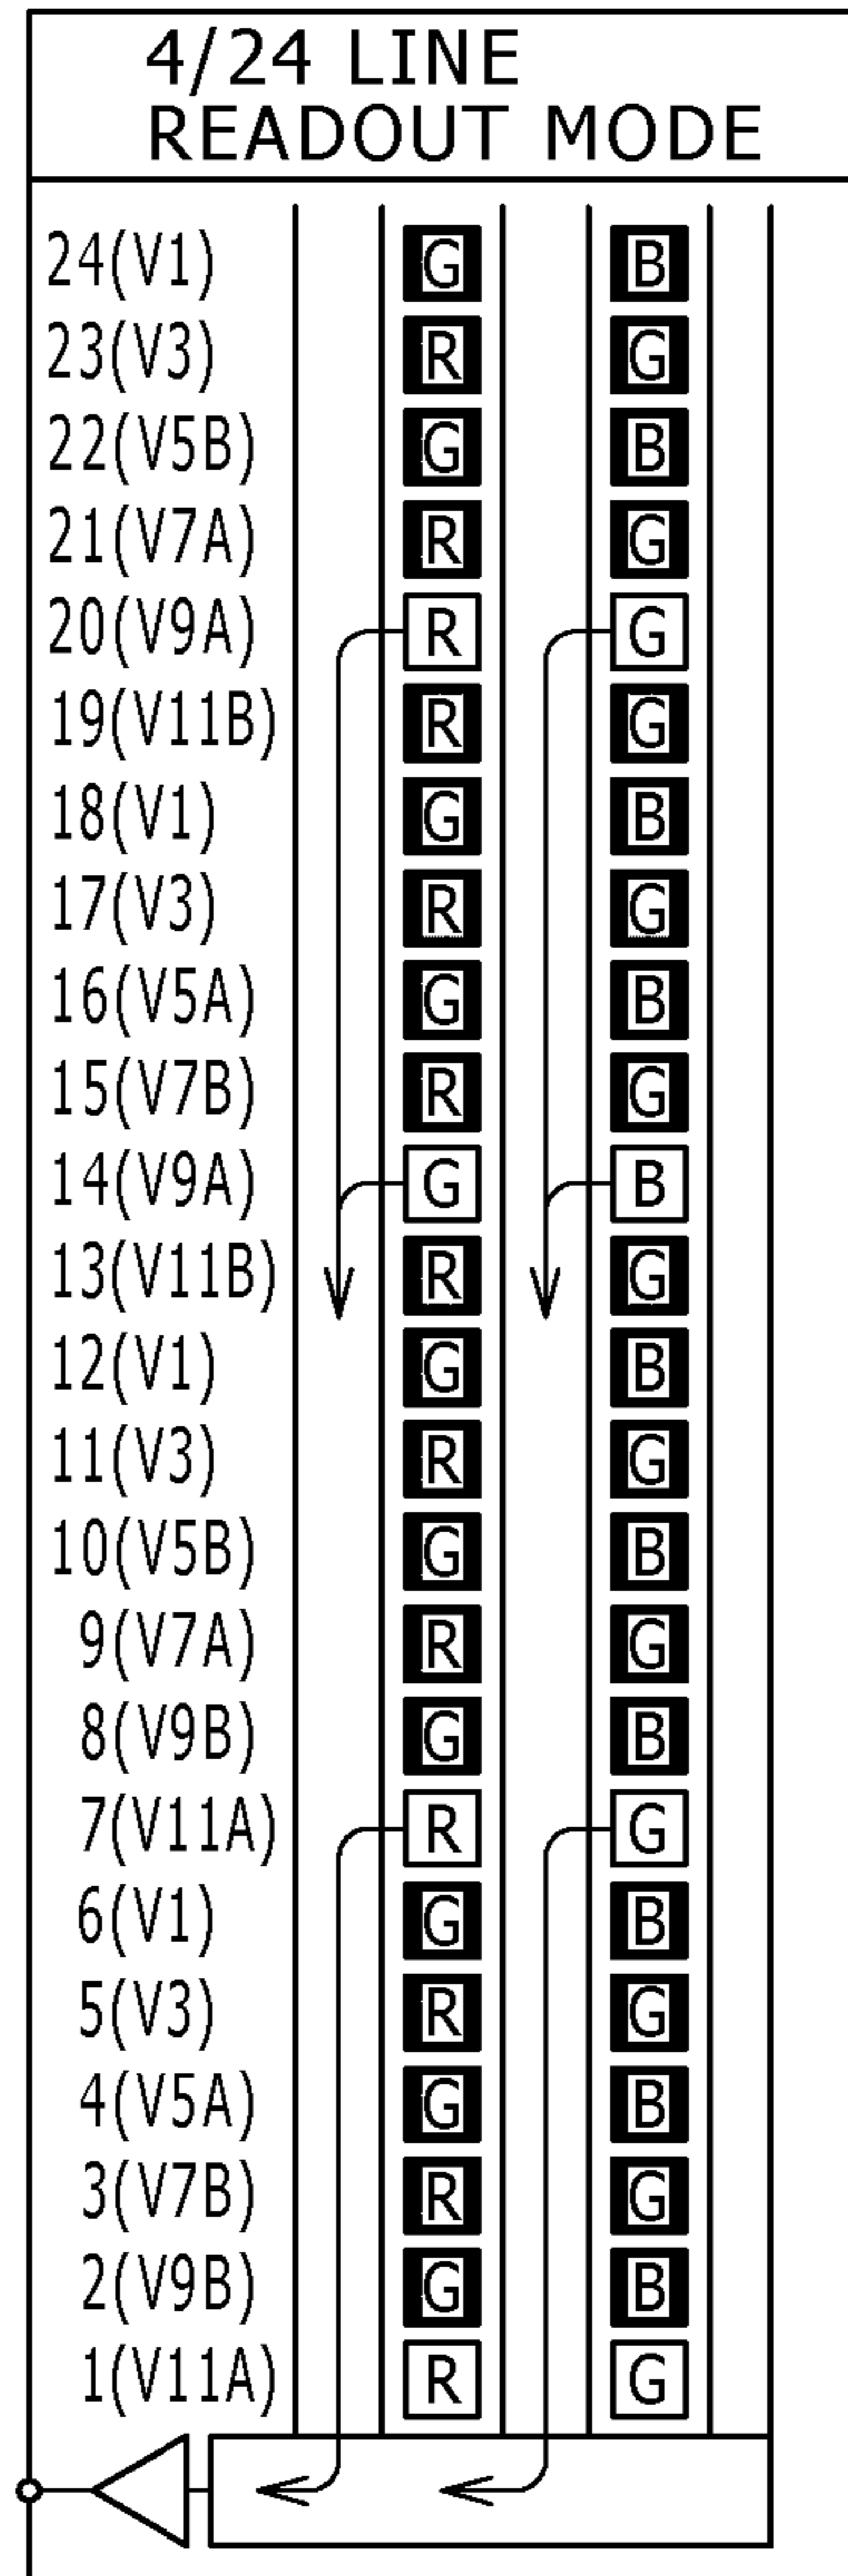 4/24 LINE
READOUT MODE
24(V1) G B
23(V3) R G
22(V5B) G B
21(V7A) R G
20(V9A) R G
19(V11B) R G
18(V1) G B
17(V3) R G
16(V5A) G B
15(V7B) R G
14(V9A) G B
13(V11B) R G
12(V1) G B
11(V3) R G
10(V5B) G B
9(V7A) R G
8(V9B) G B
7(V11A) R G
6(V1) G B
5(V3) R G
4(V5A) G B
3(V7B) R G
2(V9B) G B
1(V11A) R G